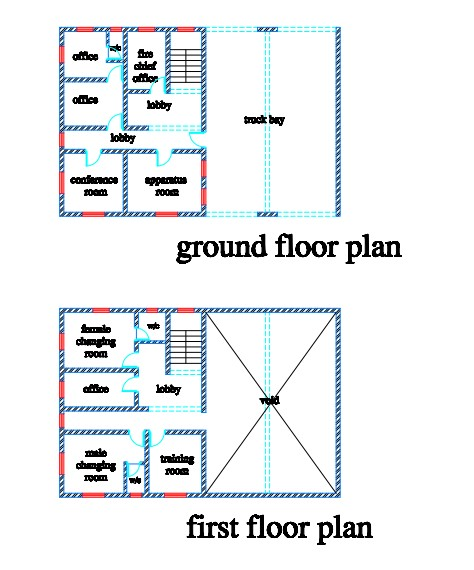 office
w/c
fire
chief
office
office
lobby
truck bay
lobby
conference
room
apparatus
room
ground floor plan
female
changing
room
w/c
office
lobby
void
male
changing
room
training
room
w/c
first floor plan